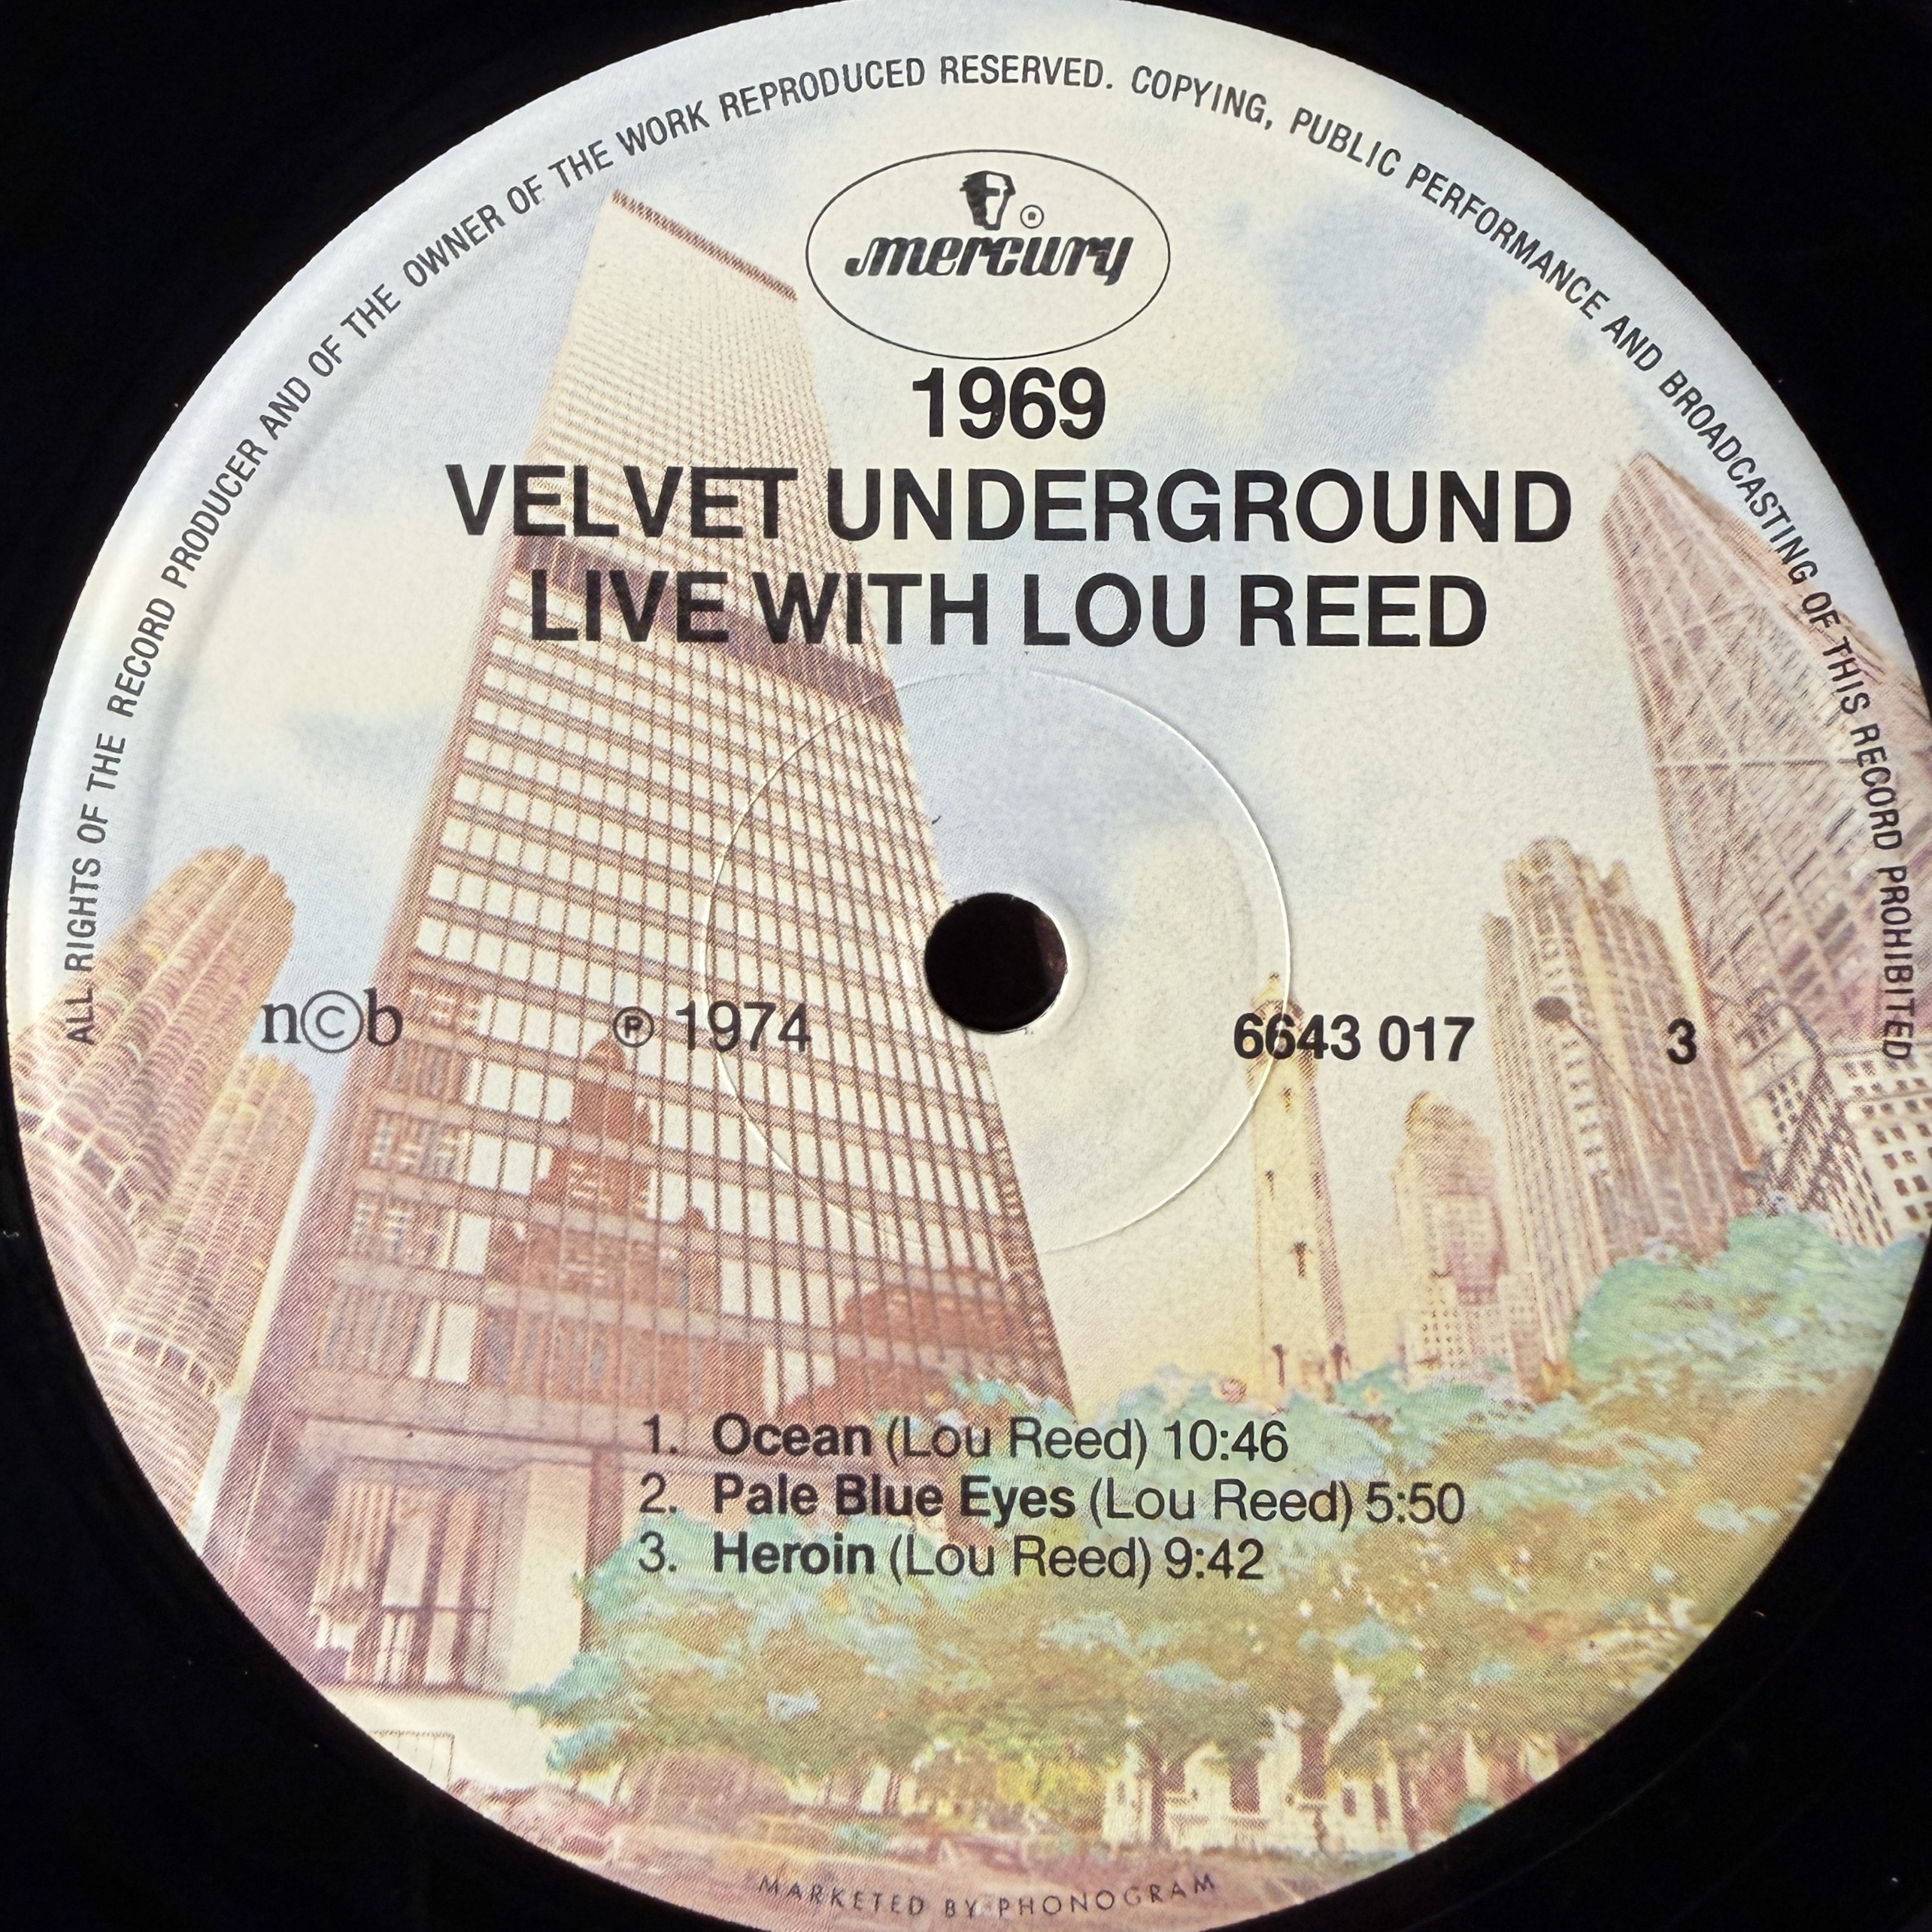 ALL RIGHTS OF THE RECORD PRODUCER AND OF THE OWNER OF THE WORK REPRODUCED RESERVED. COPYING, PUBLIC PERFORMANCE AND BROADCASTING OF THIS RECORD PROHIBITED
mercury ®
1969
VELVET UNDERGROUND
LIVE WITH LOU REED
n©b ℗ 1974 6643 017 3
1. Ocean (Lou Reed) 10:46
2. Pale Blue Eyes (Lou Reed) 5:50
3. Heroin (Lou Reed) 9:42
MARKETED BY PHONOGRAM